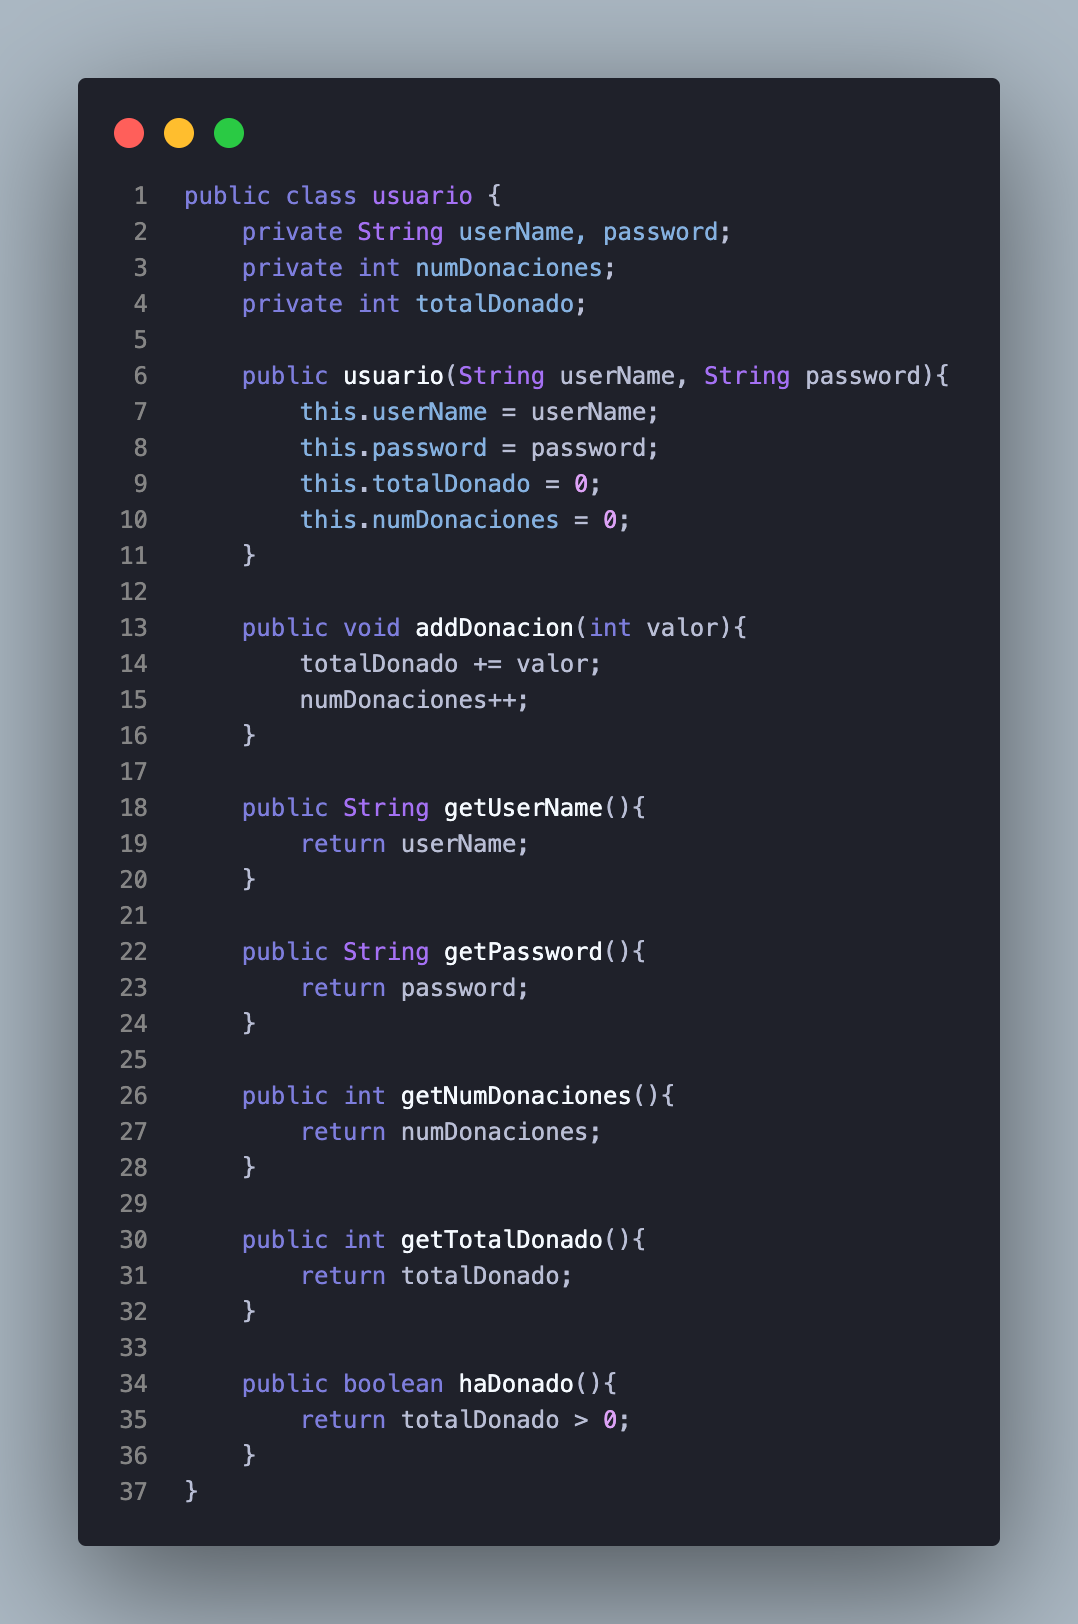 1 public class usuario {
2 private String userName, password;
3 private int numDonaciones;
4 private int totalDonado;
5
6 public usuario(String userName, String password){
7 this.userName = userName;
8 this.password = password;
9 this.totalDonado = 0;
10 this.numDonaciones = 0;
11 }
12
13 public void addDonacion(int valor){
14 totalDonado += valor;
15 numDonaciones++;
16 }
17
18 public String getUserName(){
19 return userName;
20 }
21
22 public String getPassword(){
23 return password;
24 }
25
26 public int getNumDonaciones(){
27 return numDonaciones;
28 }
29
30 public int getTotalDonado(){
31 return totalDonado;
32 }
33
34 public boolean haDonado(){
35 return totalDonado > 0;
36 }
37 }